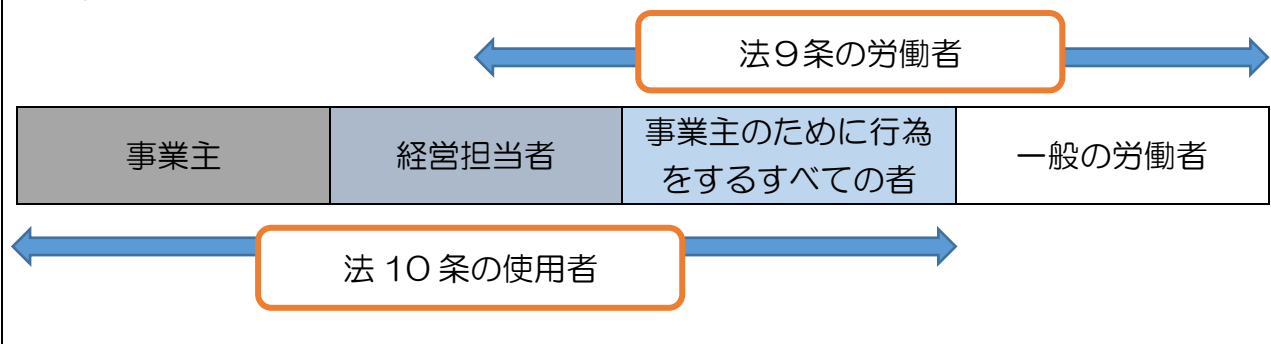 法９条の労働者
事業主
経営担当者
事業主のために行為
をするすべての者
一般の労働者
法 10 条の使用者